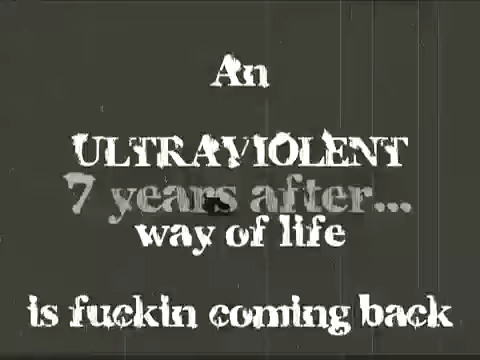 An
ULTRAVIOLENT
7 years after...
way of life
is fuckin coming back